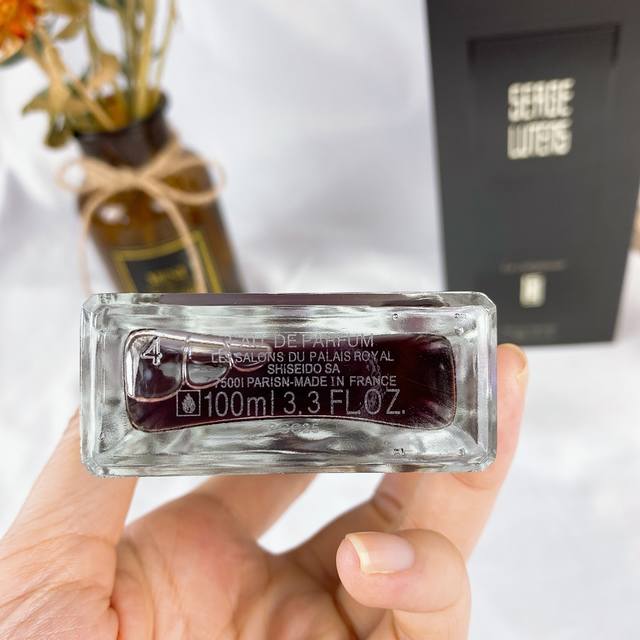 SERGE
LUTENS
4
EAU DE PARFUM
LES SALONS DU PALAIS ROYAL
SHISEIDO SA
75001 PARISN-MADE IN FRANCE
100ml 3.3 FL.OZ.